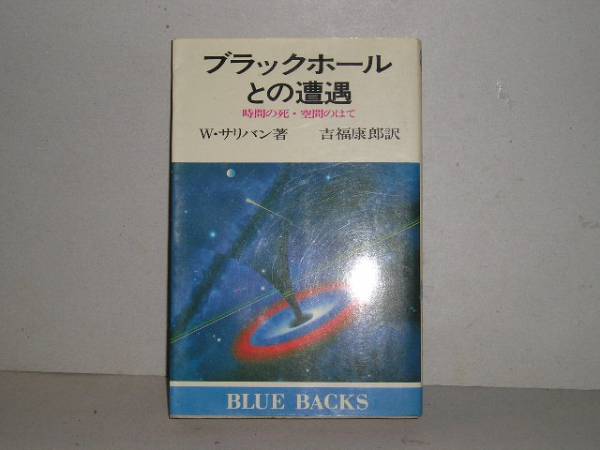 ブラックホール
との遭遇
時間の死・空間のはて
W・サリバン著　吉福康郎訳
BLUE BACKS